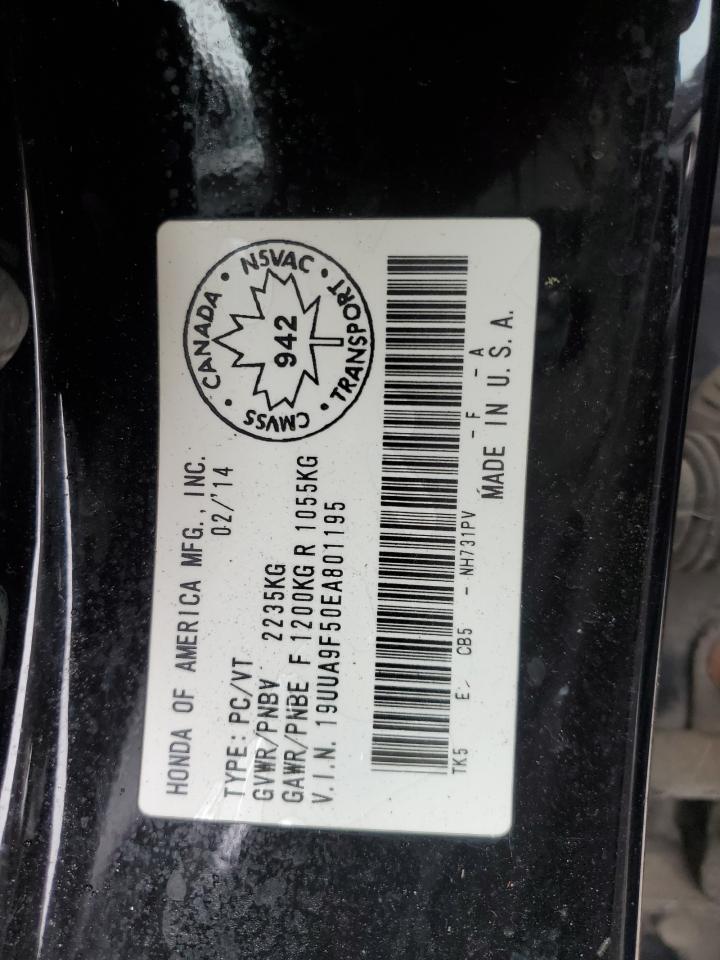 HONDA OF AMERICA MFG., INC.
02/'14
TYPE: PC/VT
GVWR/PNBV 2235KG
GAWR/PNBE F 1200KG R 1055KG
V.I.N. 19UUA9F50EA801195
CANADA • NSVAC • TRANSPORT • CMVSS •
942
TK5 E- CB5 - NH731PV - F - A
MADE IN U.S.A.